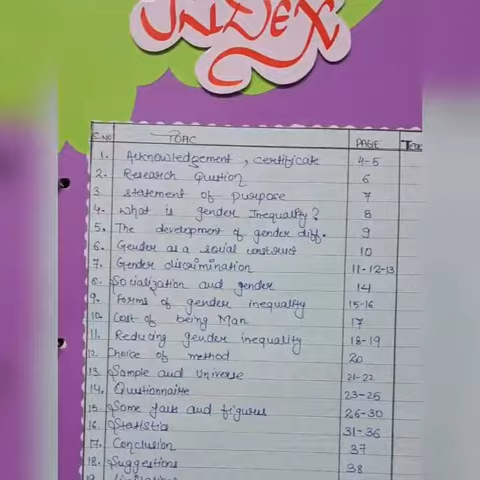 INDEX
S.NO TOPIC PAGE
1. Acknowledgement, certificate 4-5
2. Research Question 6
3. Statement of purpose 7
4. What is gender Inequality? 8
5. The development of gender diff. 9
6. Gender as a social construct 10
7. Gender discrimination 11-12-13
8. Socialization and gender 14
9. Forms of gender inequality 15-16
10. Cost of being Man 17
11. Reducing gender inequality 18-19
12. Choice of method 20
13. Sample and Universe 21-22
14. Questionnaire 23-25
15. Some facts and figures 26-30
16. Statistics 31-36
17. Conclusion 37
18. Suggestions 38
19.